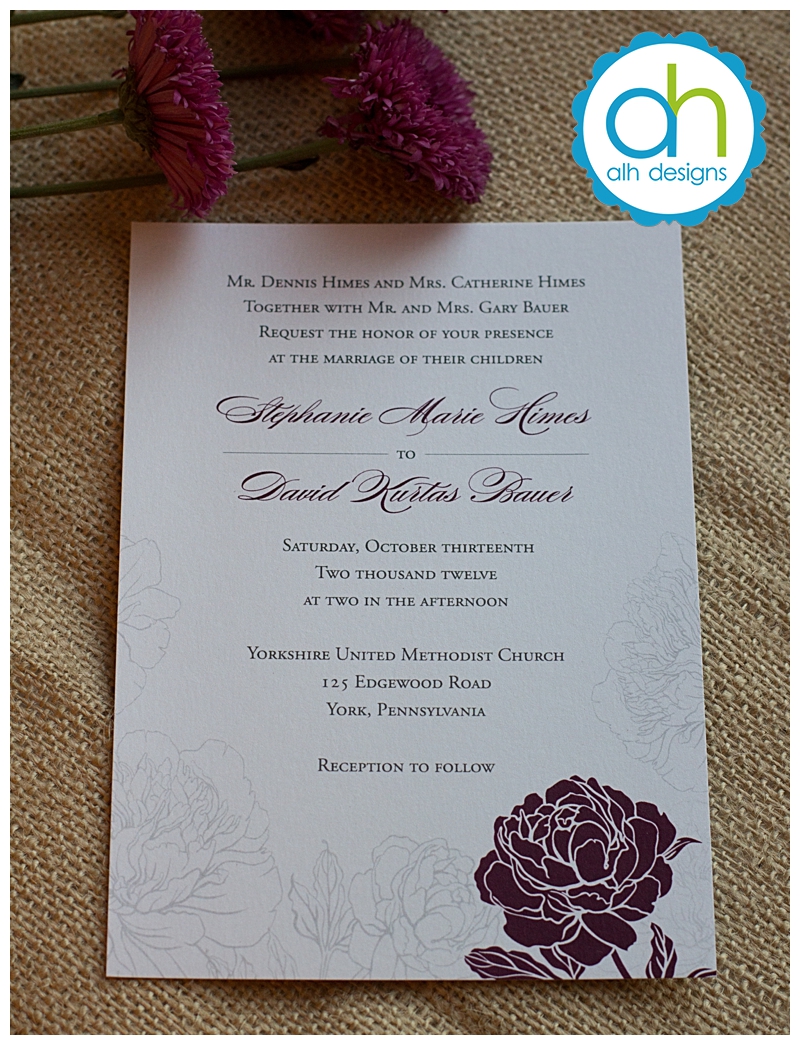 ah
alh designs
Mr. Dennis Himes and Mrs. Catherine Himes
Together with Mr. and Mrs. Gary Bauer
Request the honor of your presence
at the marriage of their children
Stephanie Marie Himes
to
David Kurtas Bauer
Saturday, October thirteenth
Two thousand twelve
at two in the afternoon
Yorkshire United Methodist Church
125 Edgewood Road
York, Pennsylvania
Reception to follow